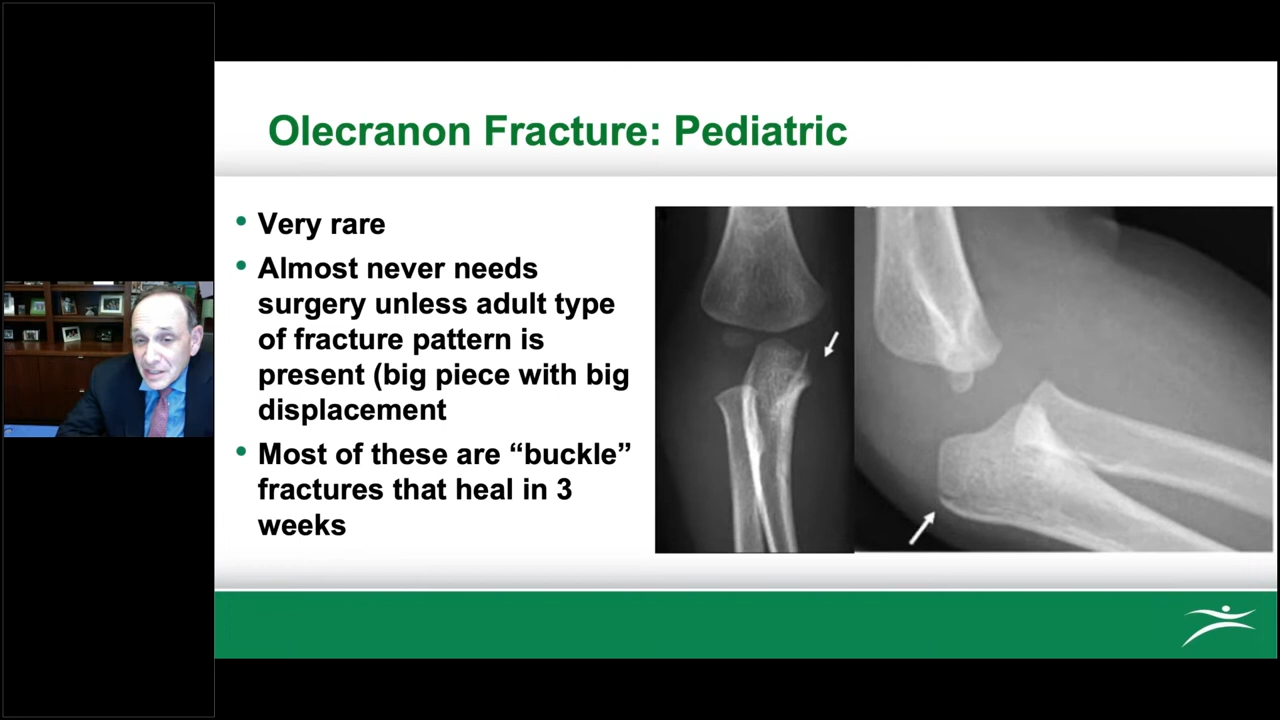 Olecranon Fracture: Pediatric
• Very rare
• Almost never needs
surgery unless adult type
of fracture pattern is
present (big piece with big
displacement
• Most of these are “buckle”
fractures that heal in 3
weeks